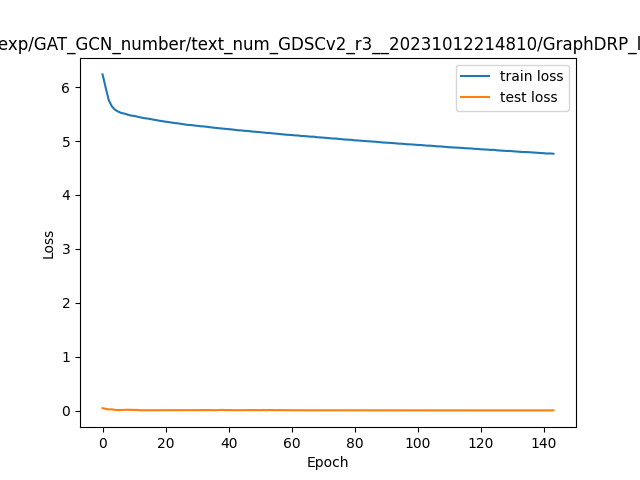 exp/GAT_GCN_number/text_num_GDSCv2_r3__20231012214810/GraphDRP_l
train loss
test loss
6
5
4
3
2
1
0
Loss
0 20 40 60 80 100 120 140
Epoch